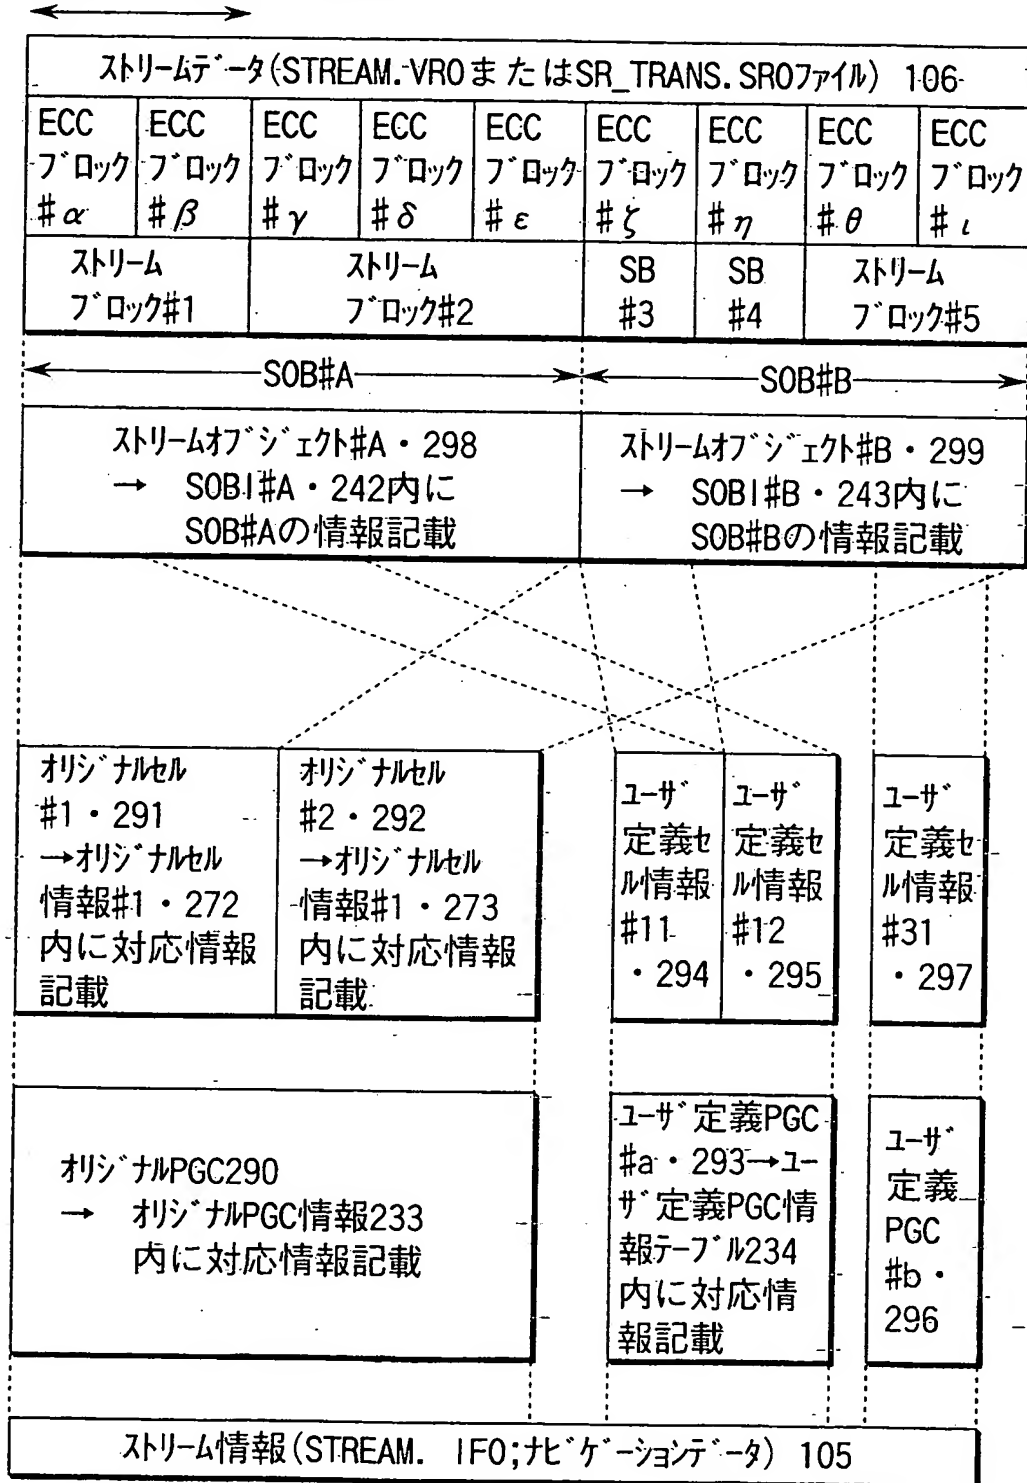 ストリームデータ(STREAM.VROまたはSR_TRANS.SROファイル) 106
ECC ECC ECC ECC ECC ECC ECC ECC ECC
ブロック ブロック ブロック ブロック ブロック ブロック ブロック ブロック ブロック
#α #β #γ #δ #ε #ζ #η #θ #ι
ストリーム ストリーム SB SB ストリーム
ブロック#1 ブロック#2 #3 #4 ブロック#5
SOB#A SOB#B
ストリームオブジェクト#A・298
→ SOBI#A・242内に
SOB#Aの情報記載
ストリームオブジェクト#B・299
→ SOBI#B・243内に
SOB#Bの情報記載
オリジナルセル
#1・291
→オリジナルセル
情報#1・272
内に対応情報
記載
オリジナルセル
#2・292
→オリジナルセル
情報#1・273
内に対応情報
記載
ユーザ
定義セ
ル情報
#11
・294
ユーザ
定義セ
ル情報
#12
・295
ユーザ
定義セ
ル情報
#31
・297
オリジナルPGC290
→ オリジナルPGC情報233
内に対応情報記載
ユーザ定義PGC
#a・293→ユー
ザ定義PGC情
報テーブル234
内に対応情
報記載
ユーザ
定義
PGC
#b・
296
ストリーム情報(STREAM. IFO;ナビゲーションデータ) 105